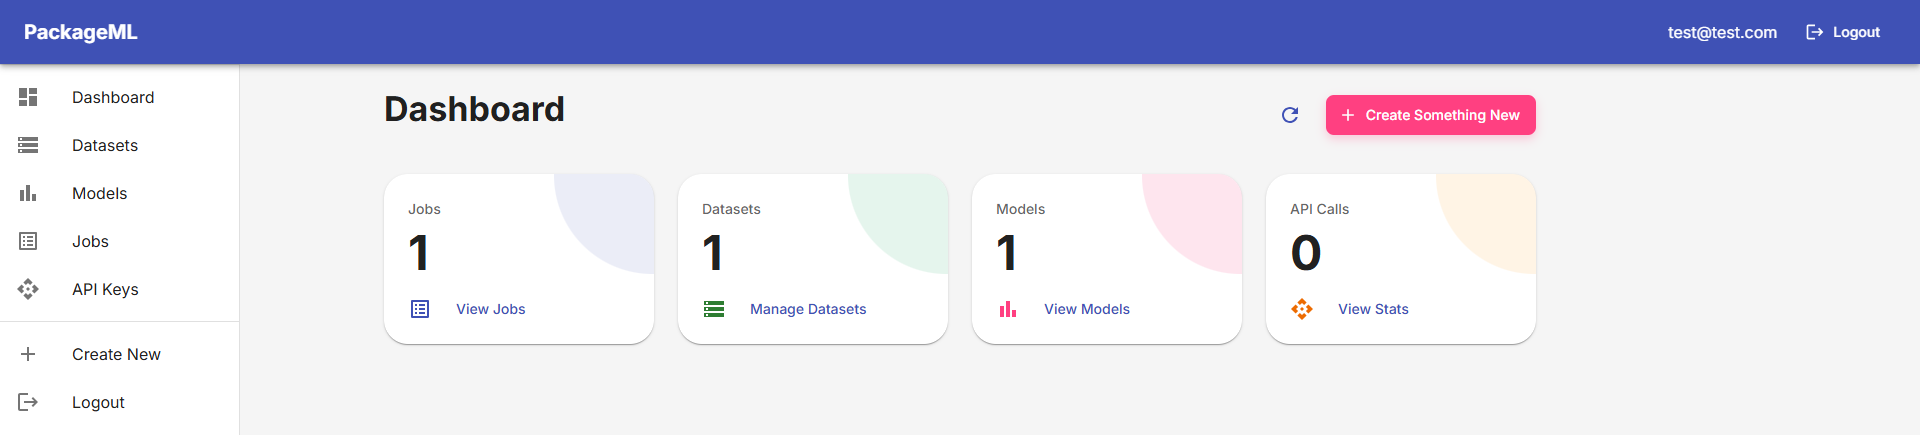 PackageML
test@test.com
Logout
Dashboard
Datasets
Models
Jobs
API Keys
Create New
Logout
Dashboard
Create Something New
Jobs
1
View Jobs
Datasets
1
Manage Datasets
Models
1
View Models
API Calls
0
View Stats